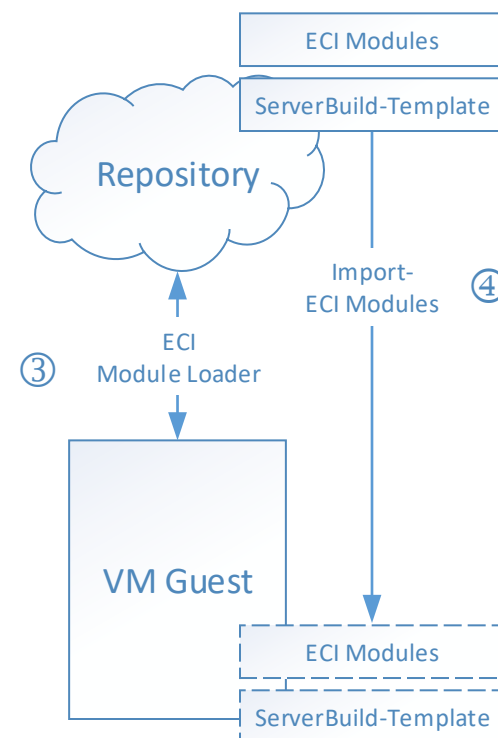 ECI Modules
ServerBuild-Template
Repository
Import-
ECI Modules
④
ECI
③
Module Loader
VM Guest
ECI Modules
ServerBuild-Template